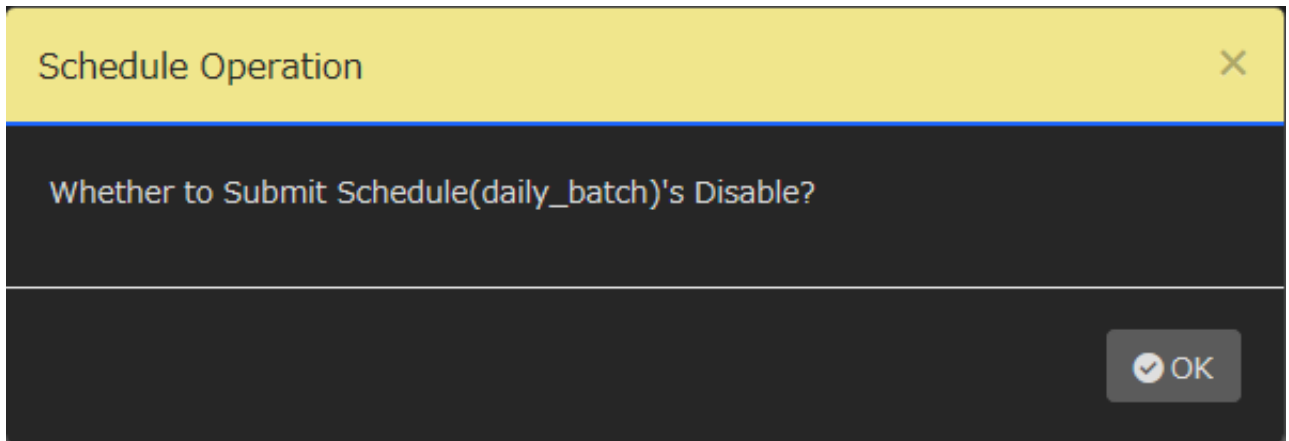 Schedule Operation
Whether to Submit Schedule(daily_batch)'s Disable?
OK